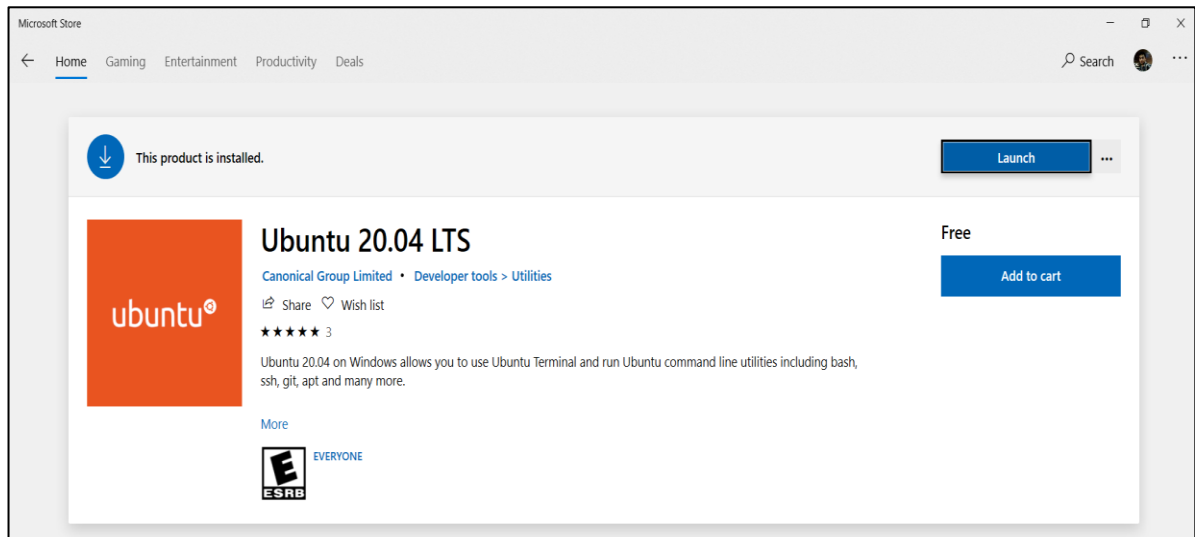 Microsoft Store
Home Gaming Entertainment Productivity Deals Search
This product is installed.
Launch
Ubuntu 20.04 LTS
Free
Canonical Group Limited • Developer tools > Utilities
Add to cart
Share Wish list
★★★★★ 3
Ubuntu 20.04 on Windows allows you to use Ubuntu Terminal and run Ubuntu command line utilities including bash,
ssh, git, apt and many more.
More
ubuntu
EVERYONE
E
ESRB